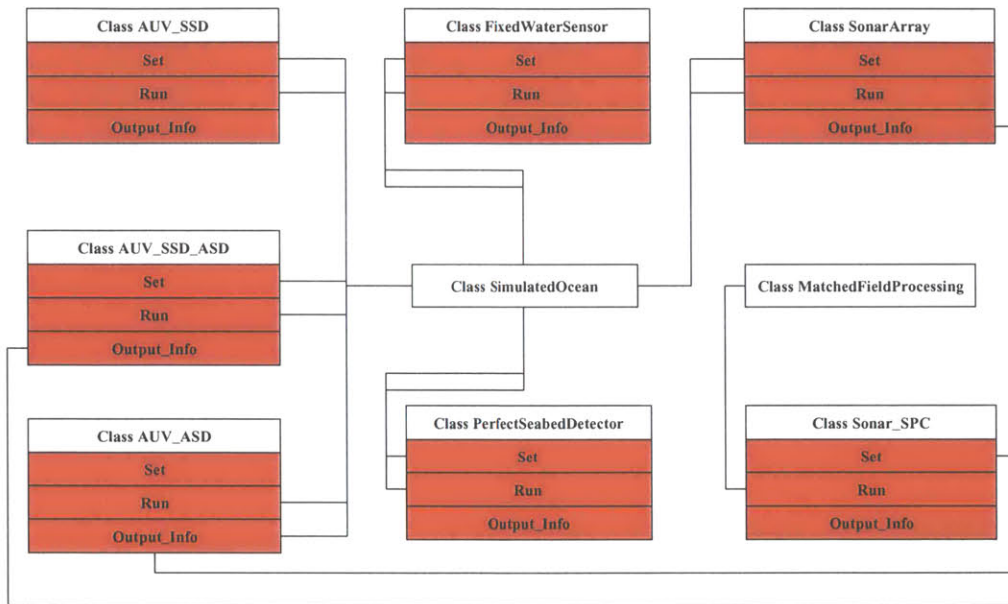 Class AUV_SSD
Set
Run
Output_Info
Class FixedWaterSensor
Set
Run
Output_Info
Class SonarArray
Set
Run
Output_Info
Class AUV_SSD_ASD
Set
Run
Output_Info
Class SimulatedOcean
Class MatchedFieldProcessing
Class AUV_ASD
Set
Run
Output_Info
Class PerfectSeabedDetector
Set
Run
Output_Info
Class Sonar_SPC
Set
Run
Output_Info